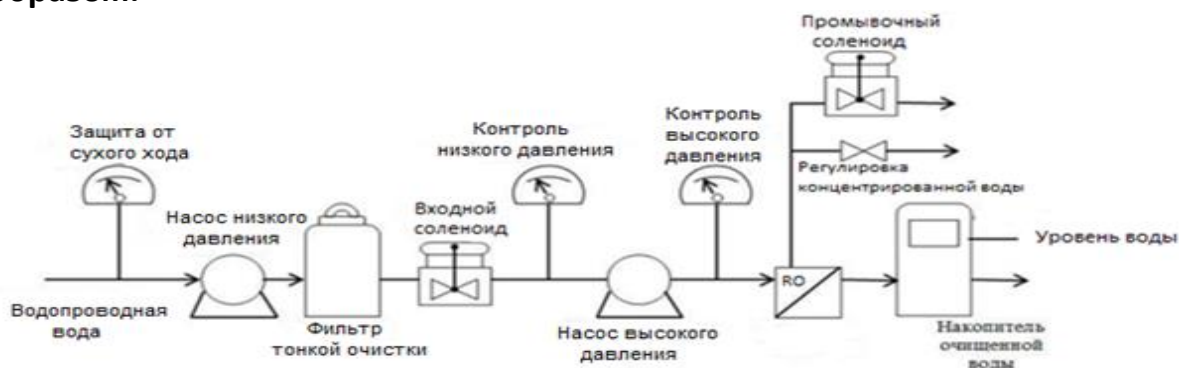 Промывочный
соленоид
Защита от
сухого хода
Контроль
низкого давления
Контроль
высокого
давления
Регулировка
концентрированной воды
Насос низкого
давления
Входной
соленоид
Уровень воды
RO
Водопроводная
вода
Фильтр
тонкой очистки
Насос высокого
давления
Накопитель
очищенной
воды